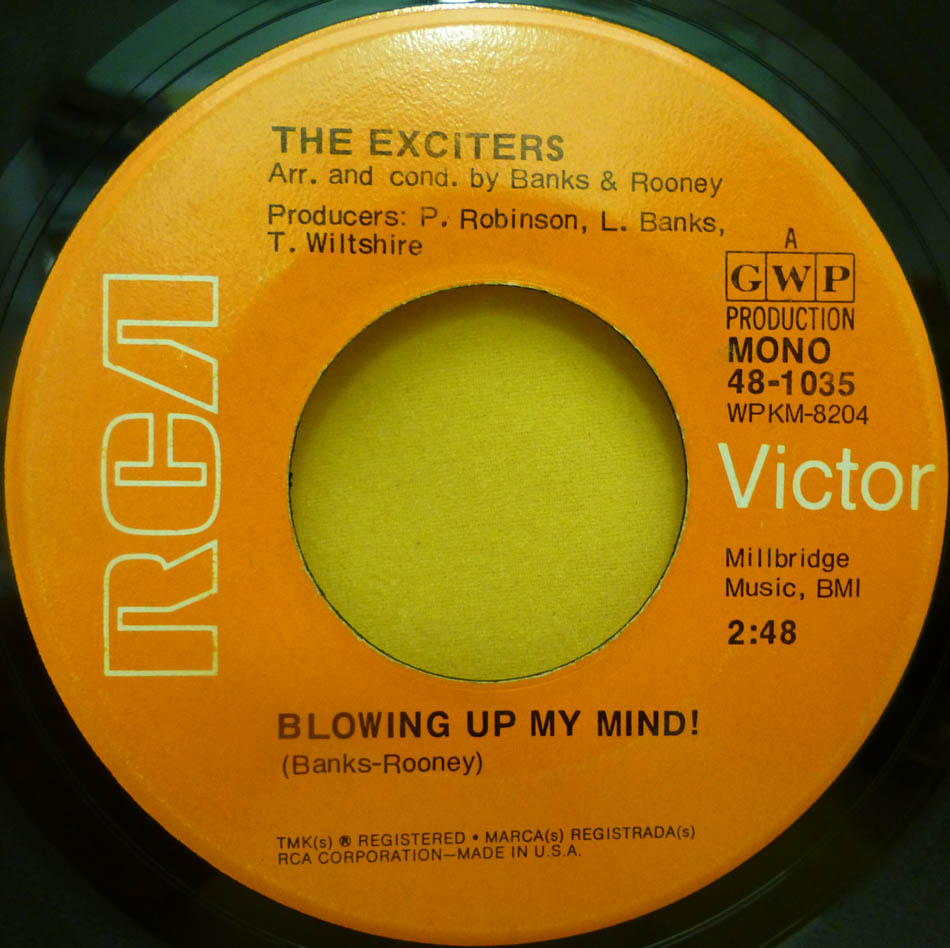 THE EXCITERS
Arr. and cond. by Banks & Rooney
Producers: P. Robinson, L. Banks,
T. Wiltshire
A
GWP
PRODUCTION
MONO
48-1035
WPKM-8204
RCA
Victor
Millbridge
Music, BMI
2:48
BLOWING UP MY MIND!
(Banks-Rooney)
TMK(s) ® REGISTERED • MARCA(s) REGISTRADA(s)
RCA CORPORATION—MADE IN U.S.A.